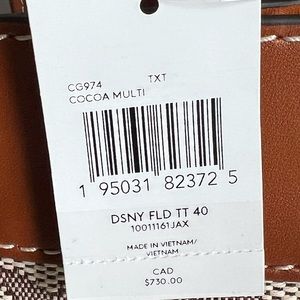 CG974 TXT
COCOA MULTI
1 95031 82372 5
DSNY FLD TT 40
10011161JAX
MADE IN VIETNAM/
VIETNAM
CAD
$730.00